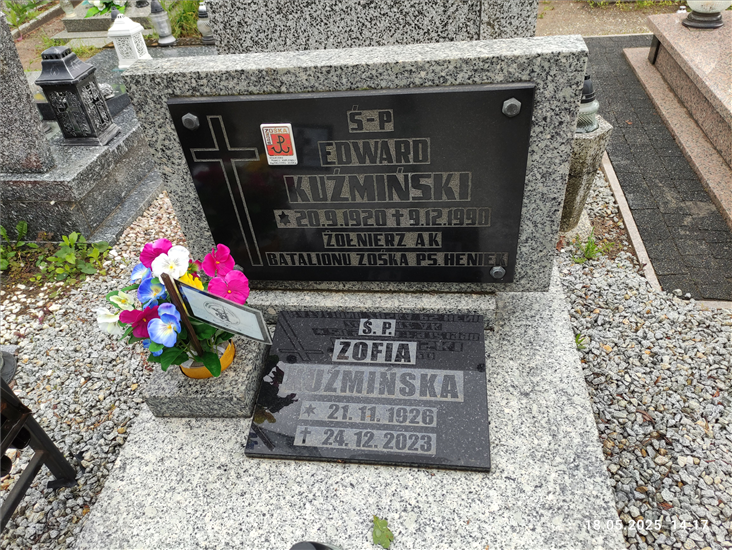 Ś-P
EDWARD
KUŹMIŃSKI
* 20.9.1920 † 9.12.1990
ŻOŁNIERZ AK
BATALIONU ZOŚKA PS. HENIEK
ZOŚKA
Ś. P.
ZOFIA
KUŹMIŃSKA
* 21. 11. 1926
† 24. 12. 2023
18.05.2025 14:17